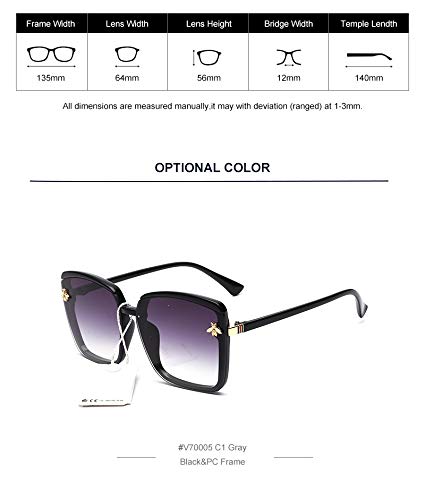 Frame Width
Lens Width
Lens Height
Bridge Width
Temple Lendth
135mm
64mm
56mm
12mm
140mm
All dimensions are measured manually.it may with deviation (ranged) at 1-3mm.
OPTIONAL COLOR
#V70005 C1 Gray
Black&PC Frame